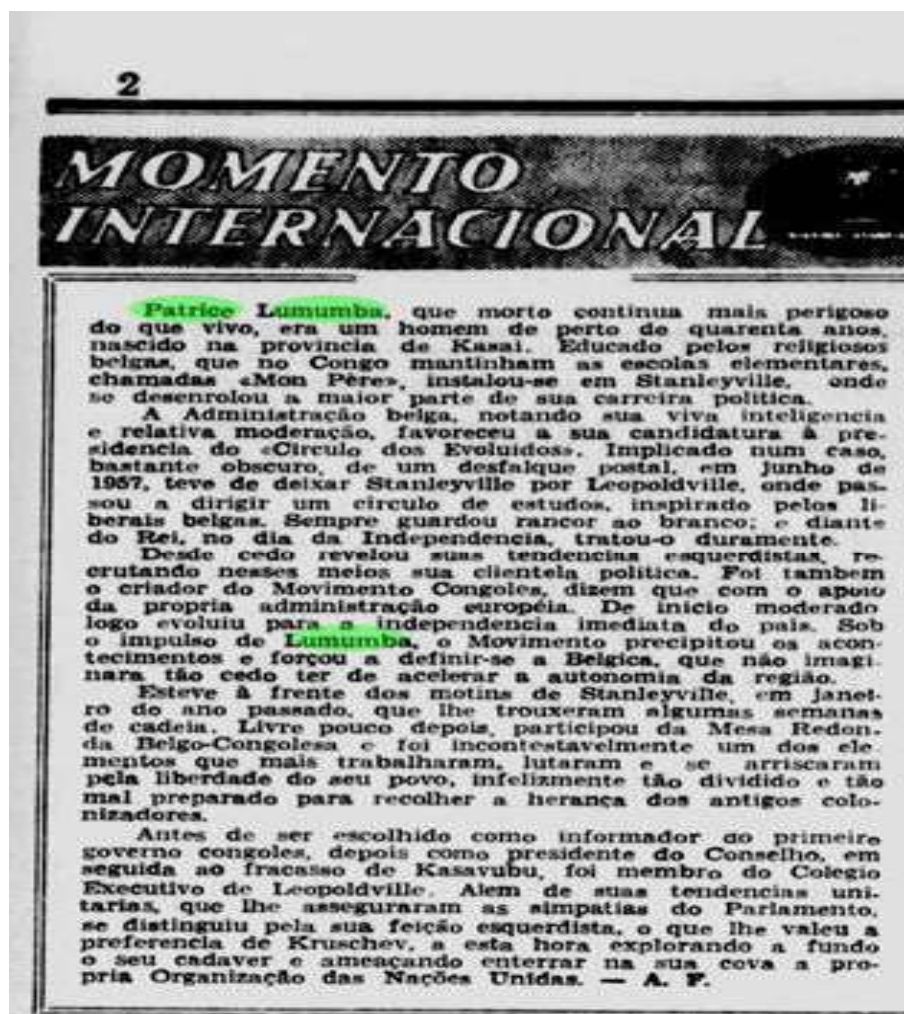 2
MOMENTO
INTERNACIONAL
Patrice Lumumba, que morto continua mais perigoso
do que vivo, era um homem de perto de quarenta anos,
nascido na provincia de Kasai. Educado pelos religiosos
belgas, que no Congo mantinham as escolas elementares,
chamadas «Mon Père», instalou-se em Stanleyville, onde
se desenrolou a maior parte de sua carreira politica.
A Administração belga, notando sua viva inteligencia
e relativa moderação, favoreceu a sua candidatura à pre-
sidencia do «Circulo dos Evoluidos». Implicado num caso,
bastante obscuro, de um desfalque postal, em junho de
1957, teve de deixar Stanleyville por Leopoldville, onde pas-
sou a dirigir um circulo de estudos, inspirado pelos li-
berais belgas. Sempre guardou rancor ao branco; e diante
do Rei, no dia da Independencia, tratou-o duramente.
Desde cedo revelou suas tendencias esquerdistas, re-
crutando nesses meios sua clientela politica. Foi tambem
o criador do Movimento Congoles, dizem que com o apoio
da propria administração européia. De inicio moderado
logo evoluiu para a independencia imediata do pais. Sob
o impulso de Lumumba, o Movimento precipitou os acon-
tecimentos e forçou a definir-se a Belgica, que não imagi-
nara tão cedo ter de acelerar a autonomia da região.
Esteve à frente dos motins de Stanleyville, em janei-
ro do ano passado, que lhe trouxeram algumas semanas
de cadeia. Livre pouco depois, participou da Mesa Redon-
da Belgo-Congolesa e foi incontestavelmente um dos ele-
mentos que mais trabalharam, lutaram e se arriscaram
pela liberdade do seu povo, infelizmente tão dividido e tão
mal preparado para recolher a herança dos antigos colo-
nizadores.
Antes de ser escolhido como informador do primeiro
governo congoles, depois como presidente do Conselho, em
seguida ao fracasso de Kasavubu, foi membro do Colegio
Executivo de Leopoldville. Alem de suas tendencias uni-
tarias, que lhe asseguraram as simpatias do Parlamento,
se distinguiu pela sua feição esquerdista, o que lhe valeu a
preferencia de Kruschev, a esta hora explorando a fundo
o seu cadaver e ameaçando enterrar na sua cova a pro-
pria Organização das Nações Unidas. — A. F.